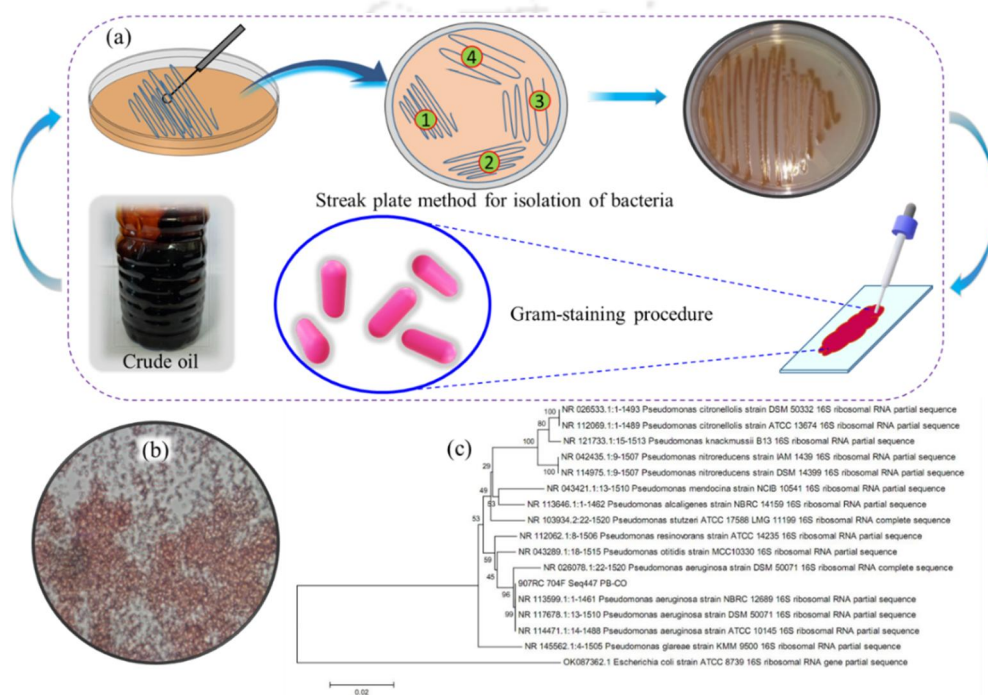 (a)
4
3
1
2
Streak plate method for isolation of bacteria
Crude oil
Gram-staining procedure
(b)
(c)
NR 026533.1:1-1493 Pseudomonas citronellolis strain DSM 50332 16S ribosomal RNA partial sequence
NR 112069.1:1-1489 Pseudomonas citronellolis strain ATCC 13674 16S ribosomal RNA partial sequence
NR 121733.1:15-1513 Pseudomonas knackmussii B13 16S ribosomal RNA partial sequence
NR 042435.1:9-1507 Pseudomonas nitroreducens strain IAM 1439 16S ribosomal RNA partial sequence
NR 114975.1:9-1507 Pseudomonas nitroreducens strain DSM 14399 16S ribosomal RNA partial sequence
NR 043421.1:13-1510 Pseudomonas mendocina strain NCIB 10541 16S ribosomal RNA partial sequence
NR 113646.1:1-1462 Pseudomonas alcaligenes strain NBRC 14159 16S ribosomal RNA partial sequence
NR 103934.2:22-1520 Pseudomonas stutzeri ATCC 17588 LMG 11199 16S ribosomal RNA complete sequence
NR 112062.1:8-1506 Pseudomonas resinovorans strain ATCC 14235 16S ribosomal RNA partial sequence
NR 043289.1:18-1515 Pseudomonas otitidis strain MCC10330 16S ribosomal RNA partial sequence
NR 026078.1:22-1520 Pseudomonas aeruginosa strain DSM 50071 16S ribosomal RNA complete sequence
907RC 704F Seq447 PB-CO
NR 113599.1:1-1461 Pseudomonas aeruginosa strain NBRC 12689 16S ribosomal RNA partial sequence
NR 117678.1:13-1510 Pseudomonas aeruginosa strain DSM 50071 16S ribosomal RNA partial sequence
NR 114471.1:14-1488 Pseudomonas aeruginosa strain ATCC 10145 16S ribosomal RNA partial sequence
NR 145562.1:4-1505 Pseudomonas glareae strain KMM 9500 16S ribosomal RNA partial sequence
OK087362.1 Escherichia coli strain ATCC 8739 16S ribosomal RNA gene partial sequence
100
80
100
100
29
49
53
53
59
45
96
99
0.02